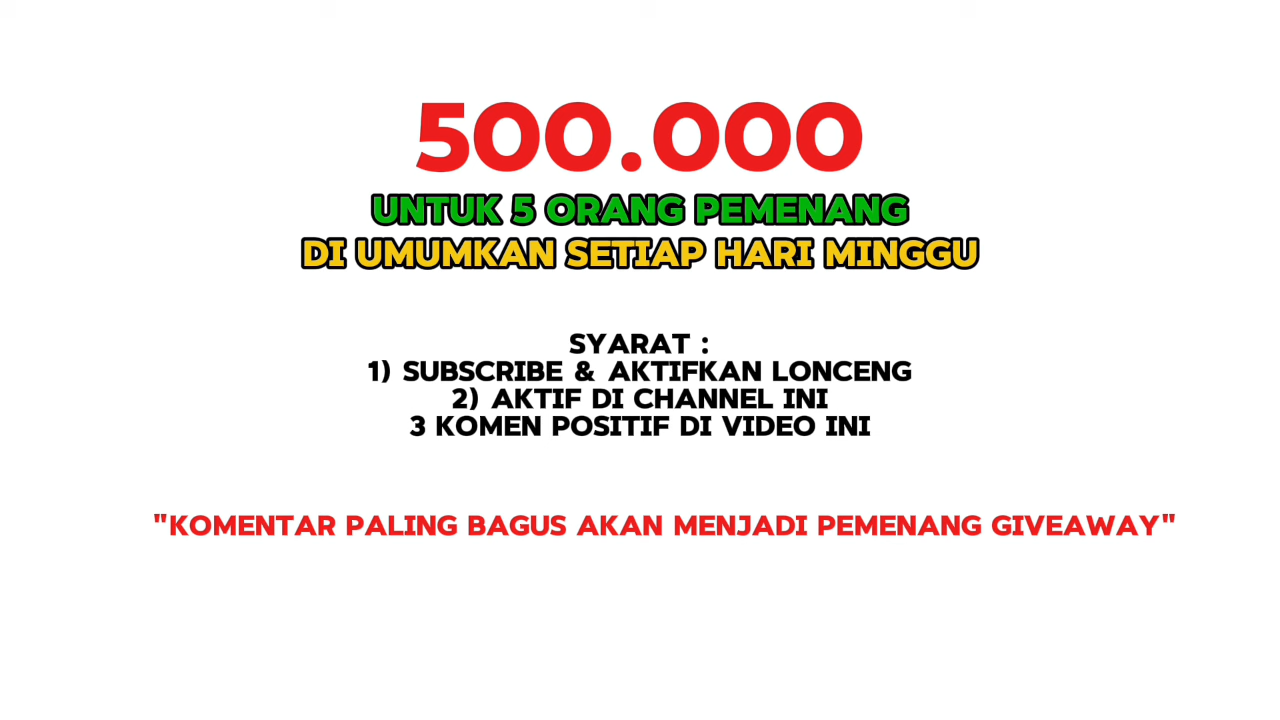 500.000
UNTUK 5 ORANG PEMENANG
DI UMUMKAN SETIAP HARI MINGGU
SYARAT :
1) SUBSCRIBE & AKTIFKAN LONCENG
2) AKTIF DI CHANNEL INI
3 KOMEN POSITIF DI VIDEO INI
"KOMENTAR PALING BAGUS AKAN MENJADI PEMENANG GIVEAWAY"